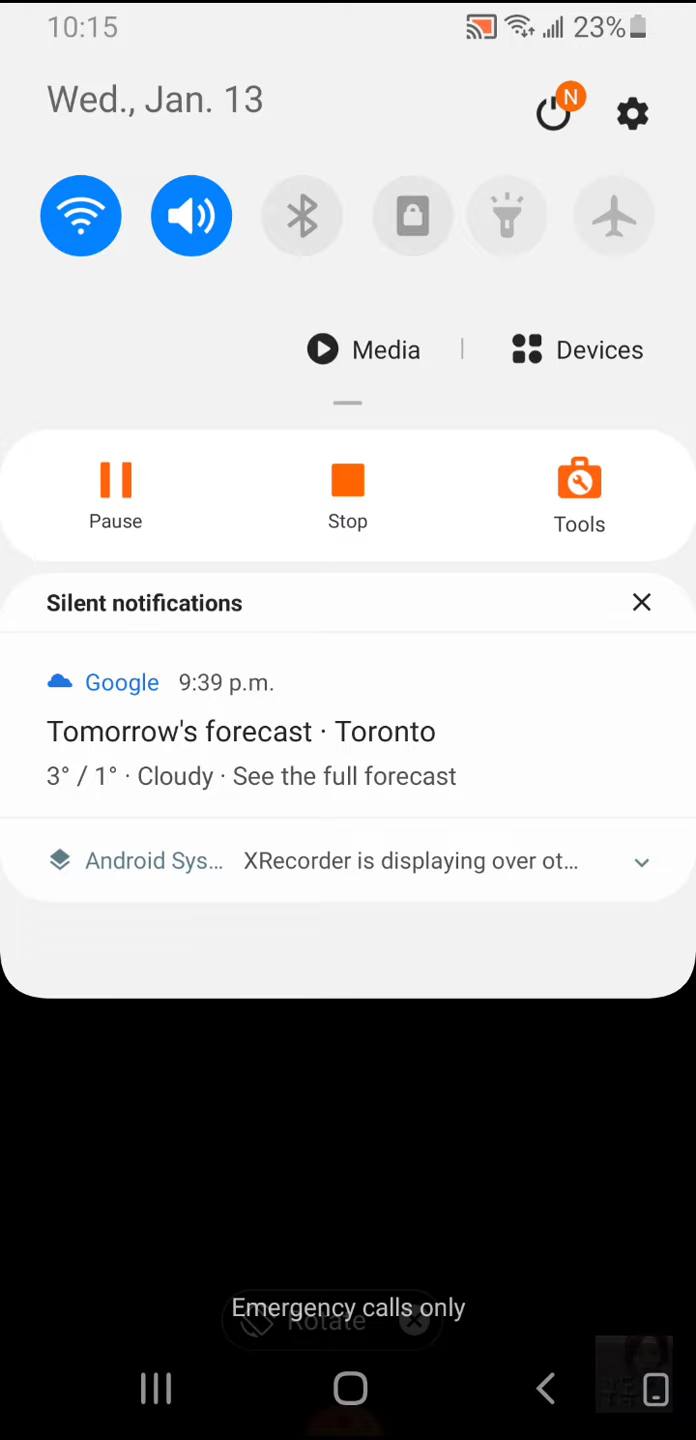 10:15
23%
Wed., Jan. 13
N
Media
Devices
Pause
Stop
Tools
Silent notifications
Google 9:39 p.m.
Tomorrow's forecast · Toronto
3° / 1° · Cloudy · See the full forecast
Android Sys... XRecorder is displaying over ot...
Emergency calls only
Rotate